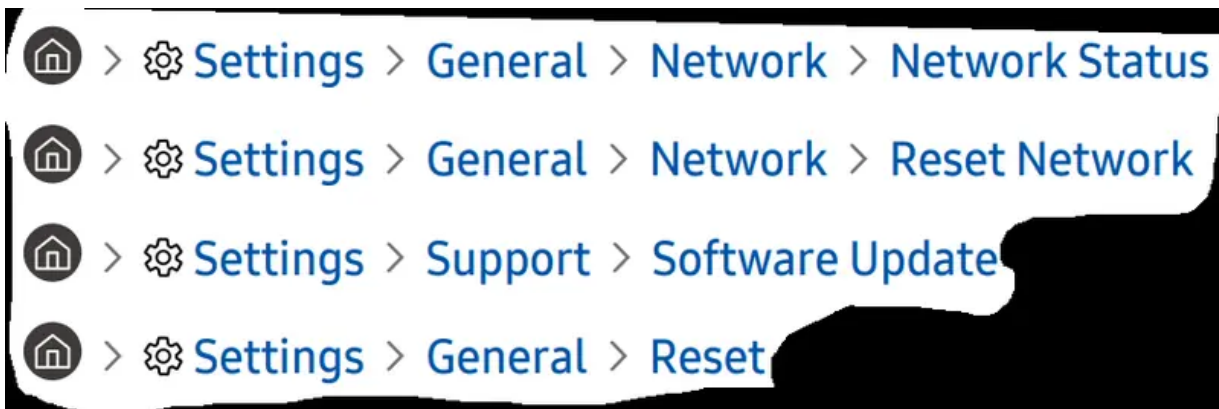 > Settings > General > Network > Network Status
> Settings > General > Network > Reset Network
> Settings > Support > Software Update
> Settings > General > Reset